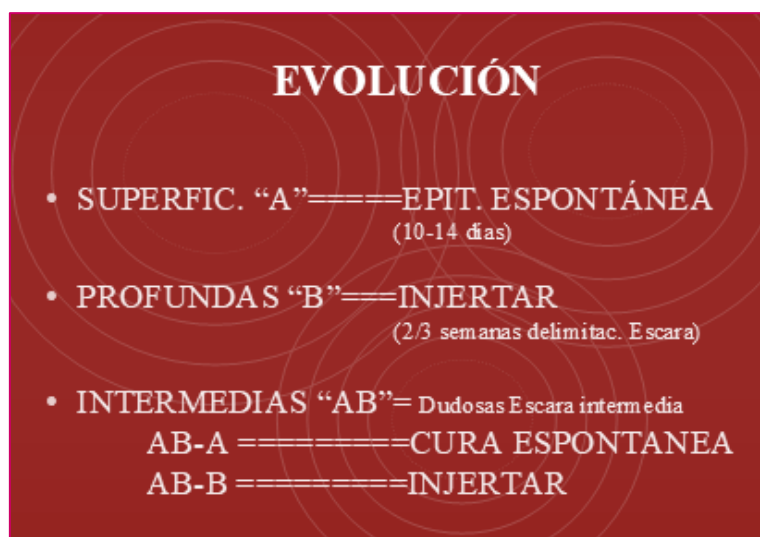 EVOLUCIÓN
• SUPERFIC. “A”=====EPIT. ESPONTÁNEA
(10-14 días)
• PROFUNDAS “B”===INJERTAR
(2/3 semanas delimitac. Escara)
• INTERMEDIAS “AB”= Dudosas Escara intermedia
AB-A =========CURA ESPONTANEA
AB-B =========INJERTAR